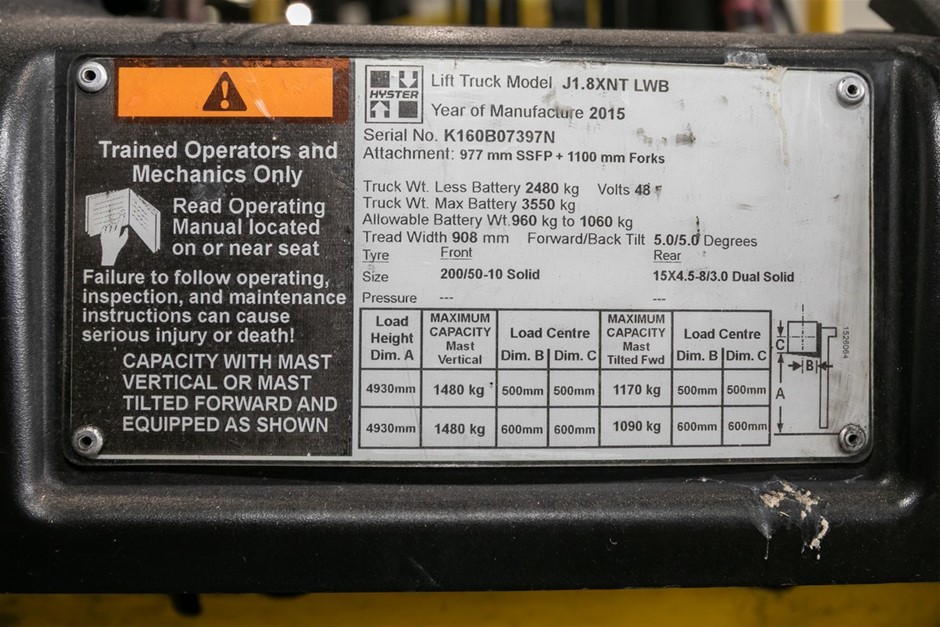 Trained Operators and
Mechanics Only
Read Operating
Manual located
on or near seat
Failure to follow operating,
inspection, and maintenance
instructions can cause
serious injury or death!
CAPACITY WITH MAST
VERTICAL OR MAST
TILTED FORWARD AND
EQUIPPED AS SHOWN
HYSTER
Lift Truck Model J1.8XNT LWB
Year of Manufacture 2015
Serial No. K160B07397N
Attachment: 977 mm SSFP + 1100 mm Forks
Truck Wt. Less Battery 2480 kg Volts 48
Truck Wt. Max Battery 3550 kg
Allowable Battery Wt. 960 kg to 1060 kg
Tread Width 908 mm Forward/Back Tilt 5.0/5.0 Degrees
Tyre Front Rear
Size 200/50-10 Solid 15X4.5-8/3.0 Dual Solid
Pressure --- ---
Load Height Dim. A MAXIMUM CAPACITY Mast Vertical Load Centre MAXIMUM CAPACITY Mast Tilted Fwd Load Centre
Dim. B Dim. C Dim. B Dim. C
4930mm 1480 kg 500mm 500mm 1170 kg 500mm 500mm
4930mm 1480 kg 600mm 600mm 1090 kg 600mm 600mm
C
B
A
1526064